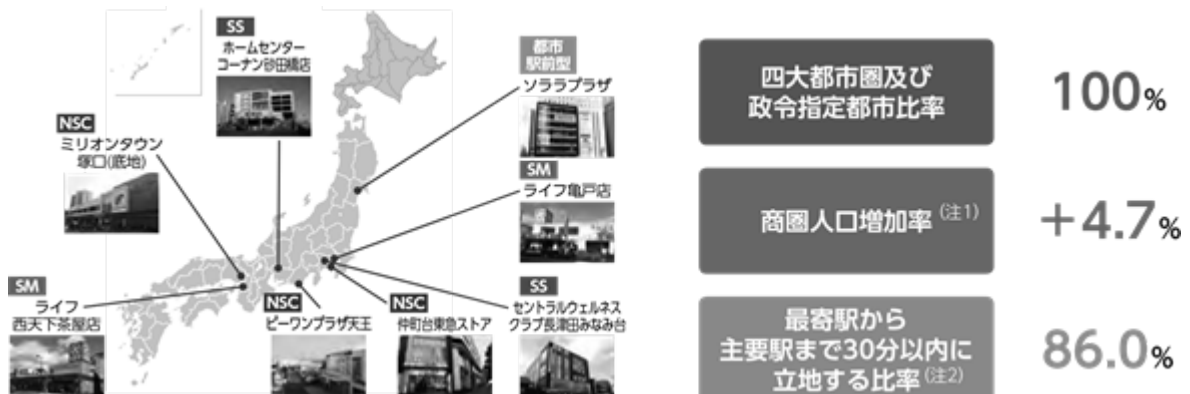 SS
ホームセンター
コーナン砂田橋店
都市
駅前型
ソララプラザ
NSC
ミリオンタウン
塚口(底地)
SM
ライフ亀戸店
SM
ライフ
西天下茶屋店
NSC
ビーワンプラザ天王
NSC
仲町台東急ストア
SS
セントラルウェルネス
クラブ長津田みなみ台
四大都市圏及び
政令指定都市比率
100%
商圏人口増加率(注1)
+4.7%
最寄駅から
主要駅まで30分以内に
立地する比率(注2)
86.0%